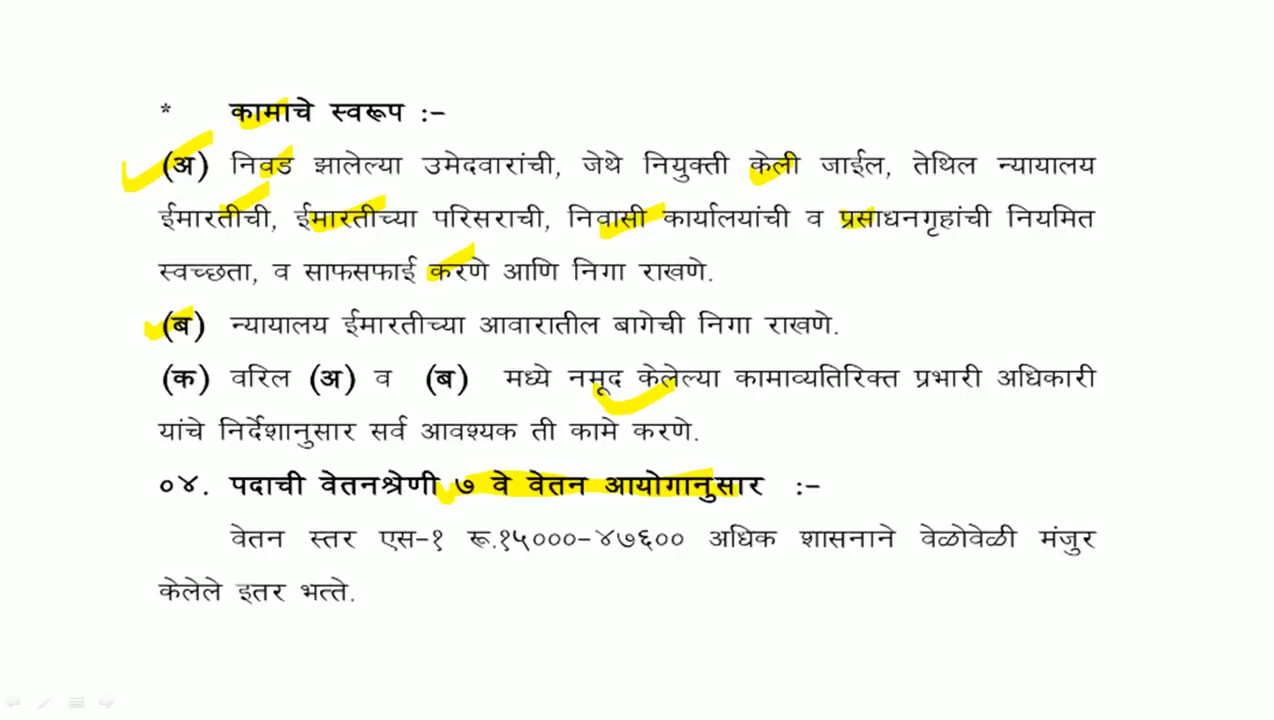 * कामाचे स्वरूप :-
(अ) निवड झालेल्या उमेदवारांची, जेथे नियुक्ती केली जाईल, तेथिल न्यायालय
ईमारतीची, ईमारतीच्या परिसराची, निवासी कार्यालयांची व प्रसाधनगृहांची नियमित
स्वच्छता, व साफसफाई करणे आणि निगा राखणे.
(ब) न्यायालय ईमारतीच्या आवारातील बागेची निगा राखणे.
(क) वरिल (अ) व (ब) मध्ये नमूद केलेल्या कामाव्यतिरिक्त प्रभारी अधिकारी
यांचे निर्देशानुसार सर्व आवश्यक ती कामे करणे.
०४. पदाची वेतनश्रेणी ७ वे वेतन आयोगानुसार :-
वेतन स्तर एस-१ रू.१५०००-४७६०० अधिक शासनाने वेळोवेळी मंजुर
केलेले इतर भत्ते.